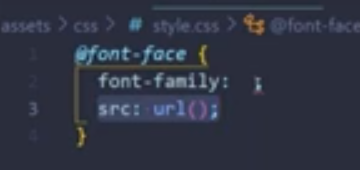 assets > css > # style.css > @font-face
1 @font-face {
2 font-family: ;
3 src: url();
4 }